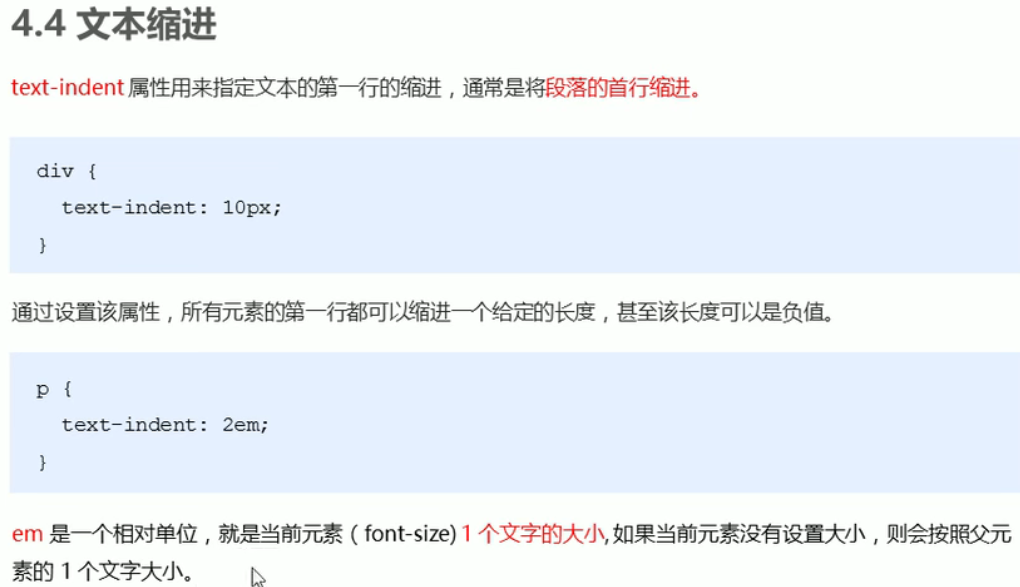 4.4 文本缩进
text-indent 属性用来指定文本的第一行的缩进，通常是将段落的首行缩进。
div {
  text-indent: 10px;
}
通过设置该属性，所有元素的第一行都可以缩进一个给定的长度，甚至该长度可以是负值。
p {
  text-indent: 2em;
}
em 是一个相对单位，就是当前元素（font-size) 1 个文字的大小, 如果当前元素没有设置大小，则会按照父元
素的 1 个文字大小。